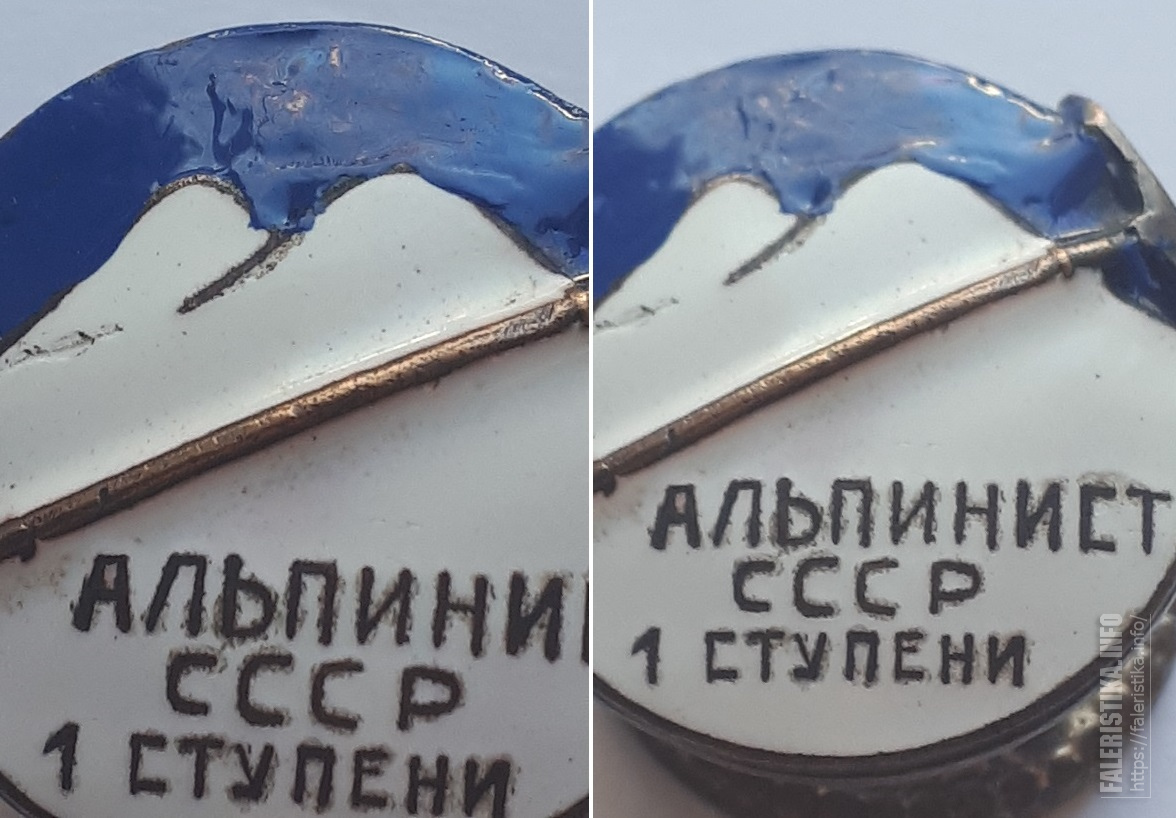 АЛЬПИНИ
СССР
1 СТУПЕНИ
АЛЬПИНИСТ
СССР
1 СТУПЕНИ
FALERISTIKA.INFO
https://faleristika.info/